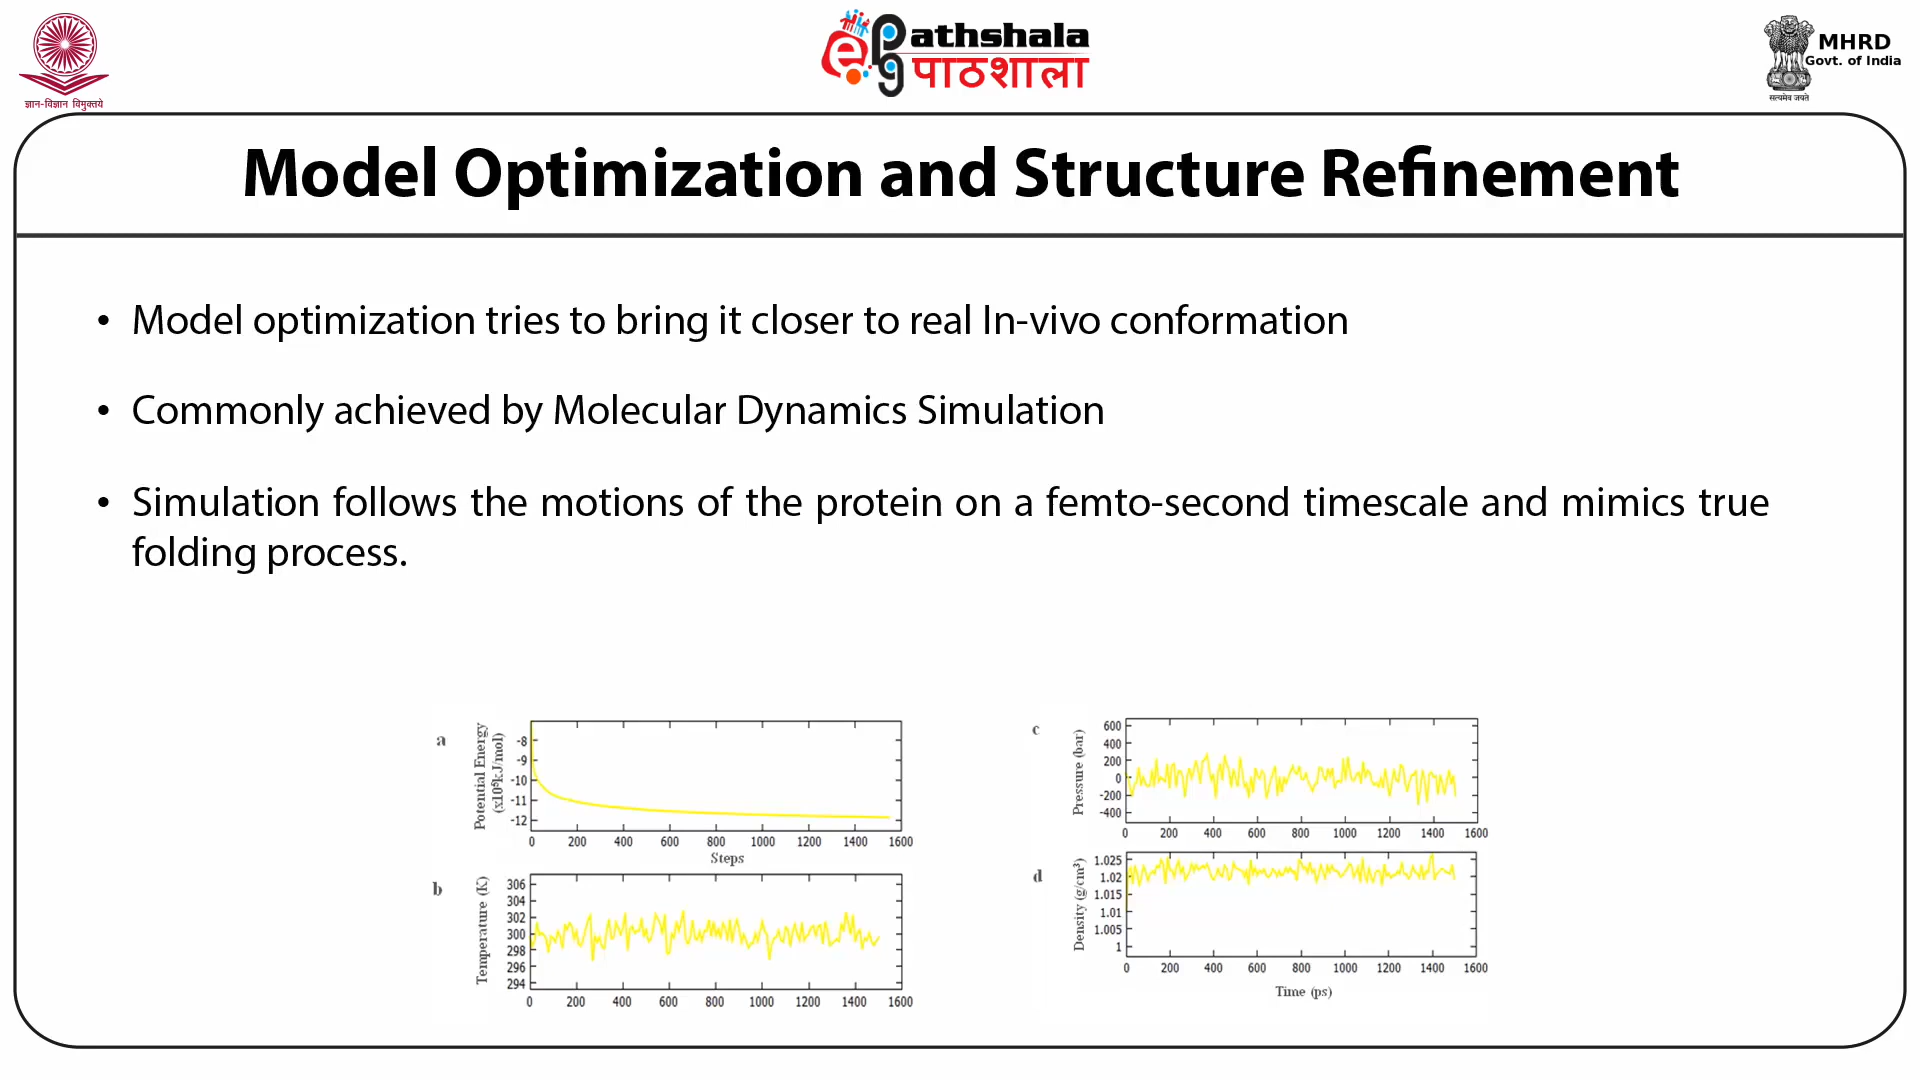 ज्ञान-विज्ञान विमुक्तये
ePathshala
पाठशाला
MHRD
Govt. of India
सत्यमेव जयते
Model Optimization and Structure Refinement
• Model optimization tries to bring it closer to real In-vivo conformation
• Commonly achieved by Molecular Dynamics Simulation
• Simulation follows the motions of the protein on a femto-second timescale and mimics true
folding process.
a
Potential Energy
(x10⁶kJ/mol)
-8
-9
-10
-11
-12
0 200 400 600 800 1000 1200 1400 1600
Steps
b
Temperature (K)
306
304
302
300
298
296
294
0 200 400 600 800 1000 1200 1400 1600
c
Pressure (bar)
600
400
200
0
-200
-400
0 200 400 600 800 1000 1200 1400 1600
d
Density (g/cm³)
1.025
1.02
1.015
1.01
1.005
1
0 200 400 600 800 1000 1200 1400 1600
Time (ps)